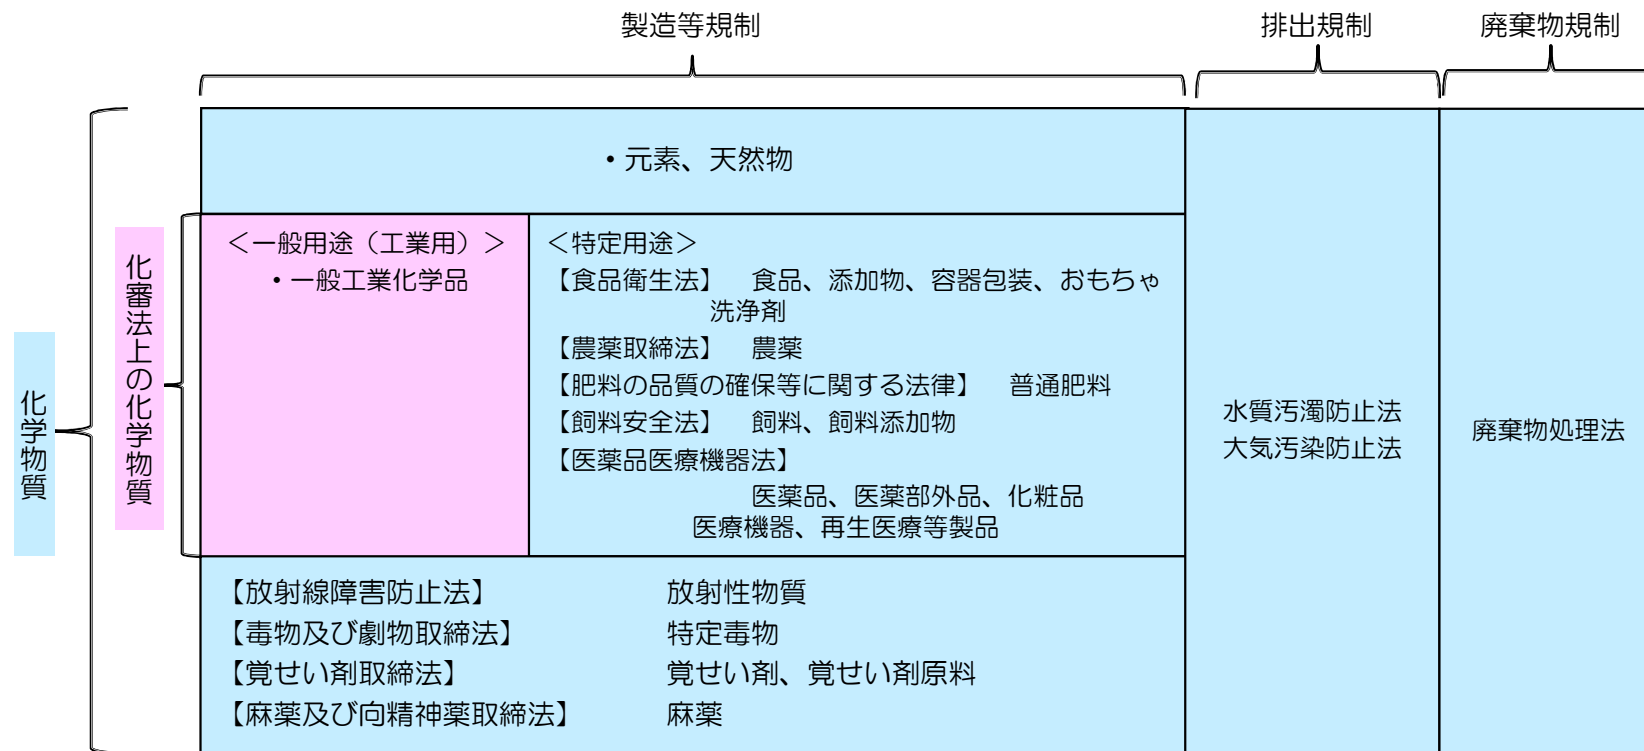 製造等規制
排出規制
廃棄物規制
・元素、天然物
化学物質
化審法上の化学物質
＜一般用途（工業用）＞
・一般工業化学品
＜特定用途＞
【食品衛生法】　食品、添加物、容器包装、おもちゃ
洗浄剤
【農薬取締法】　農薬
【肥料の品質の確保等に関する法律】　普通肥料
【飼料安全法】　飼料、飼料添加物
【医薬品医療機器法】
医薬品、医薬部外品、化粧品
医療機器、再生医療等製品
【放射線障害防止法】　放射性物質
【毒物及び劇物取締法】　特定毒物
【覚せい剤取締法】　覚せい剤、覚せい剤原料
【麻薬及び向精神薬取締法】　麻薬
水質汚濁防止法
大気汚染防止法
廃棄物処理法